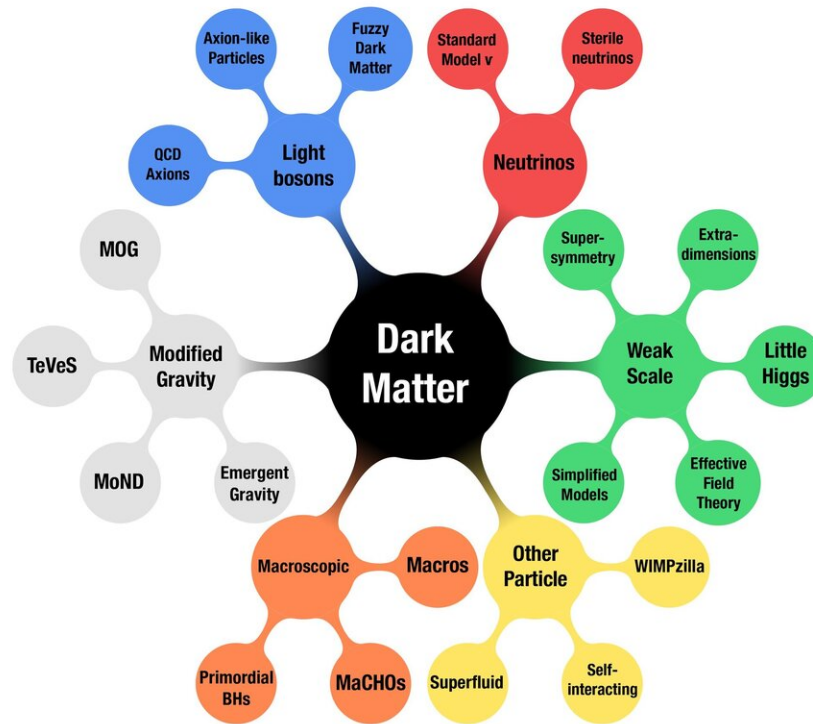 Axion-like
Particles
Fuzzy
Dark
Matter
QCD
Axions
Light
bosons
Standard
Model ν
Sterile
neutrinos
Neutrinos
MOG
TeVeS
Modified
Gravity
MoND
Emergent
Gravity
Dark
Matter
Super-
symmetry
Extra-
dimensions
Weak
Scale
Little
Higgs
Simplified
Models
Effective
Field
Theory
Macroscopic
Macros
Primordial
BHs
MaCHOs
Other
Particle
WIMPzilla
Superfluid
Self-
interacting